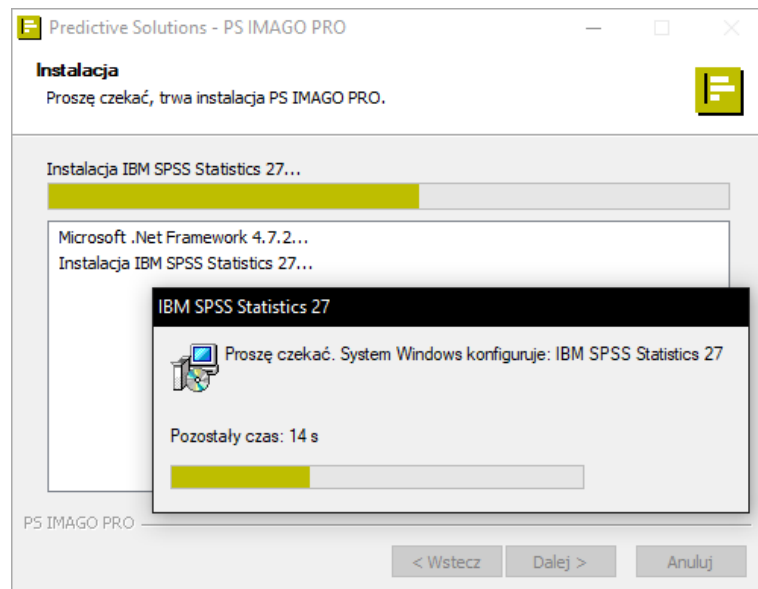 Predictive Solutions - PS IMAGO PRO
Instalacja
Proszę czekać, trwa instalacja PS IMAGO PRO.
Instalacja IBM SPSS Statistics 27...
Microsoft .Net Framework 4.7.2...
Instalacja IBM SPSS Statistics 27...
IBM SPSS Statistics 27
Proszę czekać. System Windows konfiguruje: IBM SPSS Statistics 27
Pozostały czas: 14 s
PS IMAGO PRO
< Wstecz Dalej > Anuluj